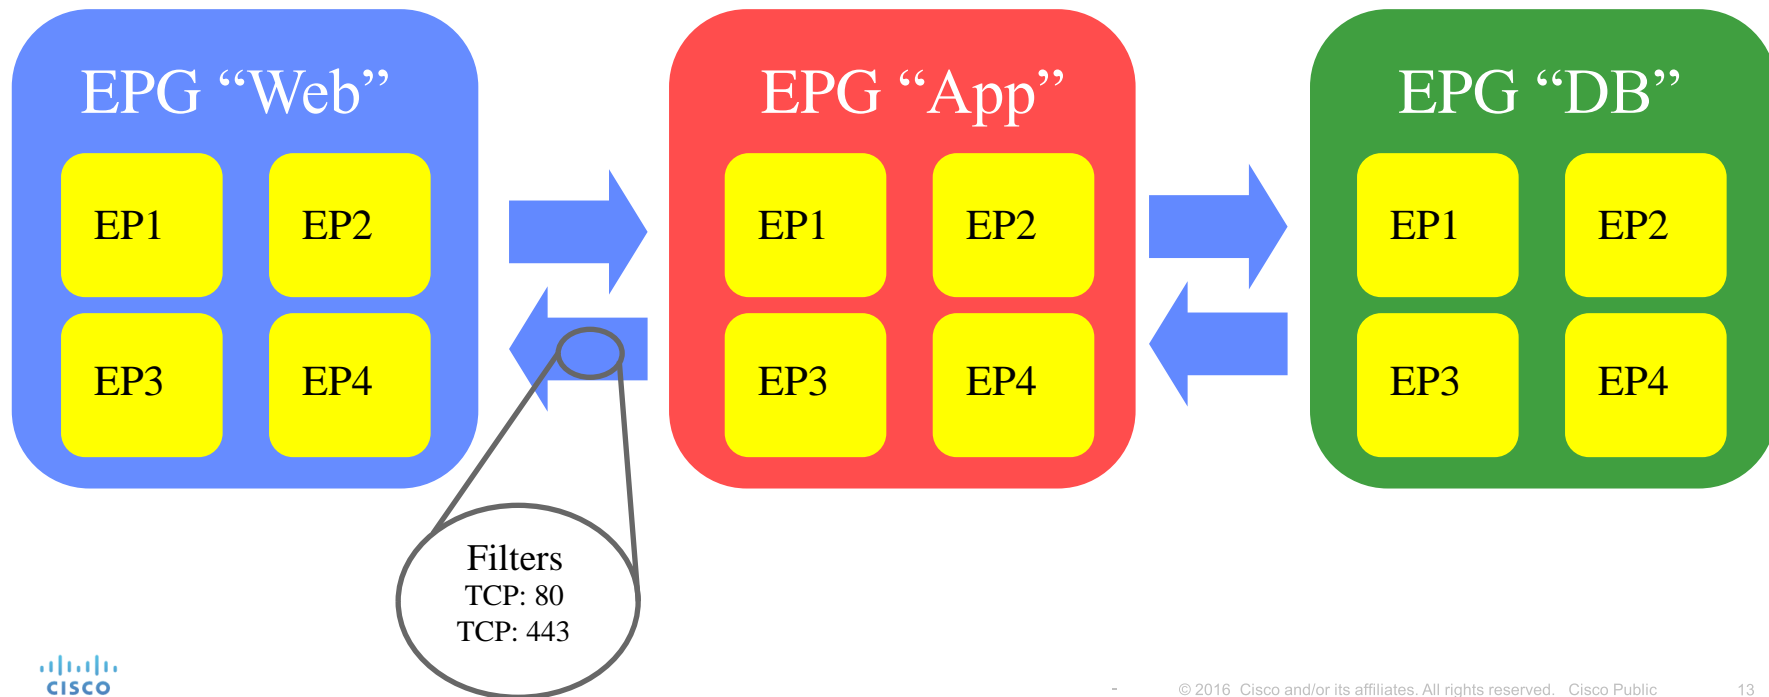 EPG “Web”
EP1 EP2
EP3 EP4
EPG “App”
EP1 EP2
EP3 EP4
EPG “DB”
EP1 EP2
EP3 EP4
Filters
TCP: 80
TCP: 443
CISCO
- © 2016 Cisco and/or its affiliates. All rights reserved. Cisco Public 13